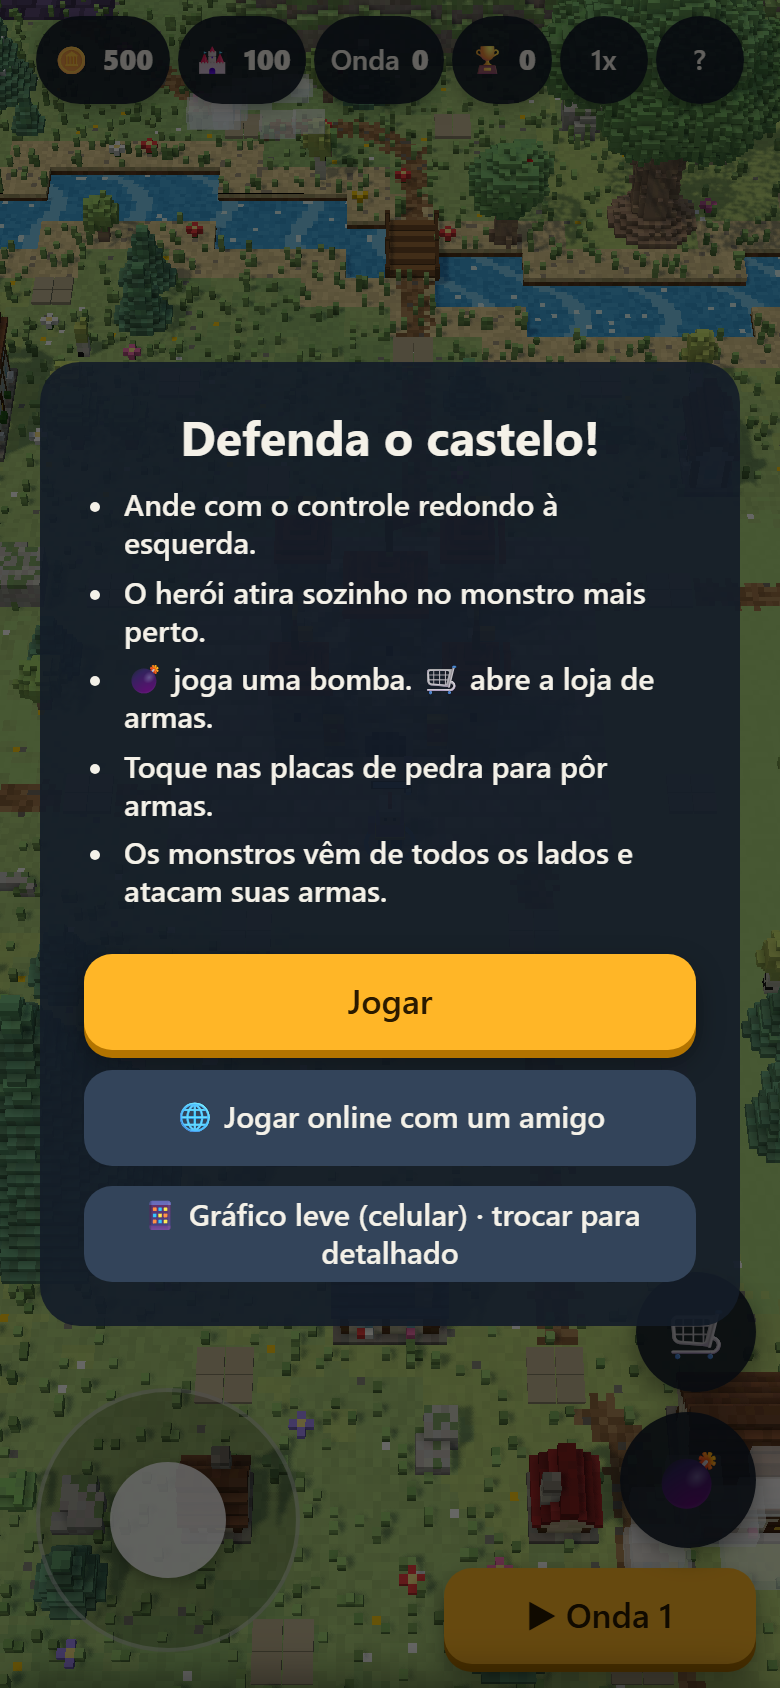 500 100 Onda 0 0 1x ?
Defenda o castelo!
• Ande com o controle redondo à
esquerda.
• O herói atira sozinho no monstro mais
perto.
• joga uma bomba. abre a loja de
armas.
• Toque nas placas de pedra para pôr
armas.
• Os monstros vêm de todos os lados e
atacam suas armas.
Jogar
Jogar online com um amigo
Gráfico leve (celular) · trocar para
detalhado
▶ Onda 1